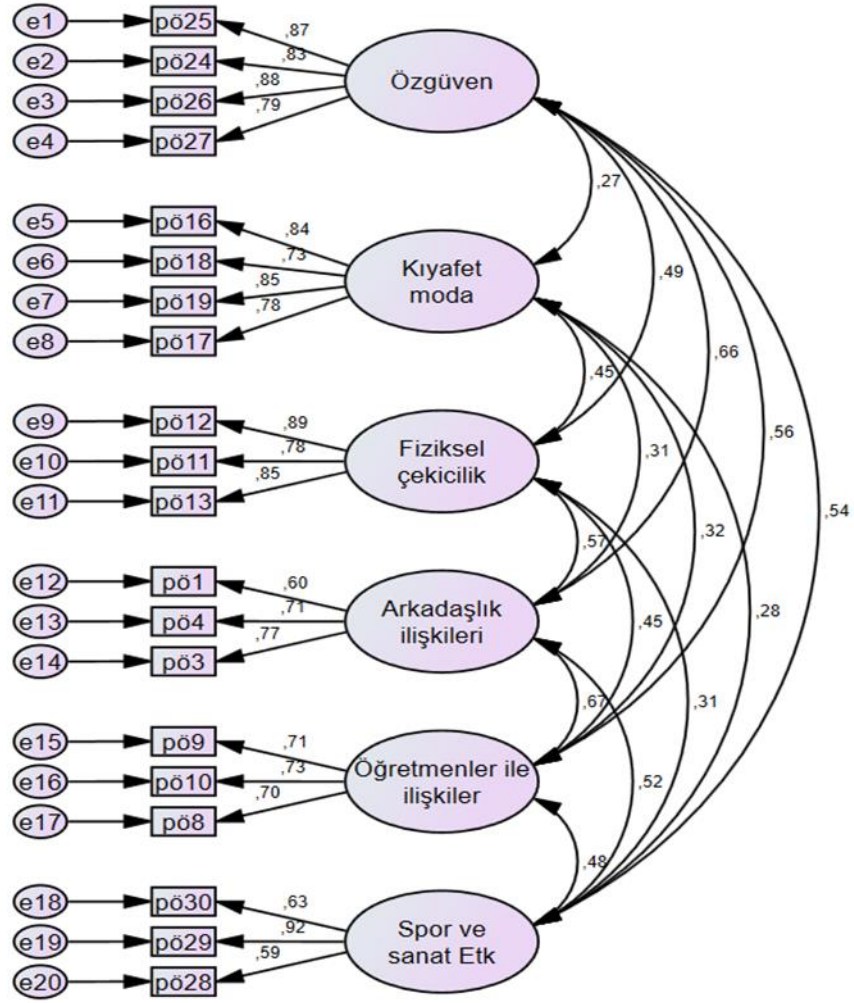 e1 pö25 ,87
e2 pö24 ,83
e3 pö26 ,88
e4 pö27 ,79
Özgüven
,27
e5 pö16 ,84
e6 pö18 ,73
e7 pö19 ,85
e8 pö17 ,78
Kıyafet
moda
,49
,45
,66
e9 pö12 ,89
e10 pö11 ,78
e11 pö13 ,85
Fiziksel
çekicilik
,31
,56
,54
,57
,32
e12 pö1 ,60
e13 pö4 ,71
e14 pö3 ,77
Arkadaşlık
ilişkileri
,45
,28
,67
,31
e15 pö9 ,71
e16 pö10 ,73
e17 pö8 ,70
Öğretmenler ile
ilişkiler
,52
,48
e18 pö30 ,63
e19 pö29 ,92
e20 pö28 ,59
Spor ve
sanat Etk